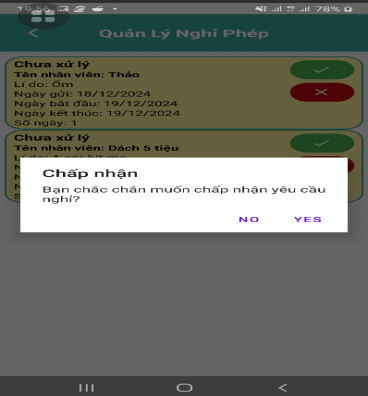 19:56
78%
Quản Lý Nghỉ Phép
Chưa xử lý
Tên nhân viên: Thảo
Lí do: Ốm
Ngày gửi: 18/12/2024
Ngày bắt đầu: 19/12/2024
Ngày kết thúc: 19/12/2024
Số ngày: 1
Chưa xử lý
Tên nhân viên: Dách 5 tiệu
Chấp nhận
Bạn chắc chắn muốn chấp nhận yêu cầu
nghỉ?
NO YES